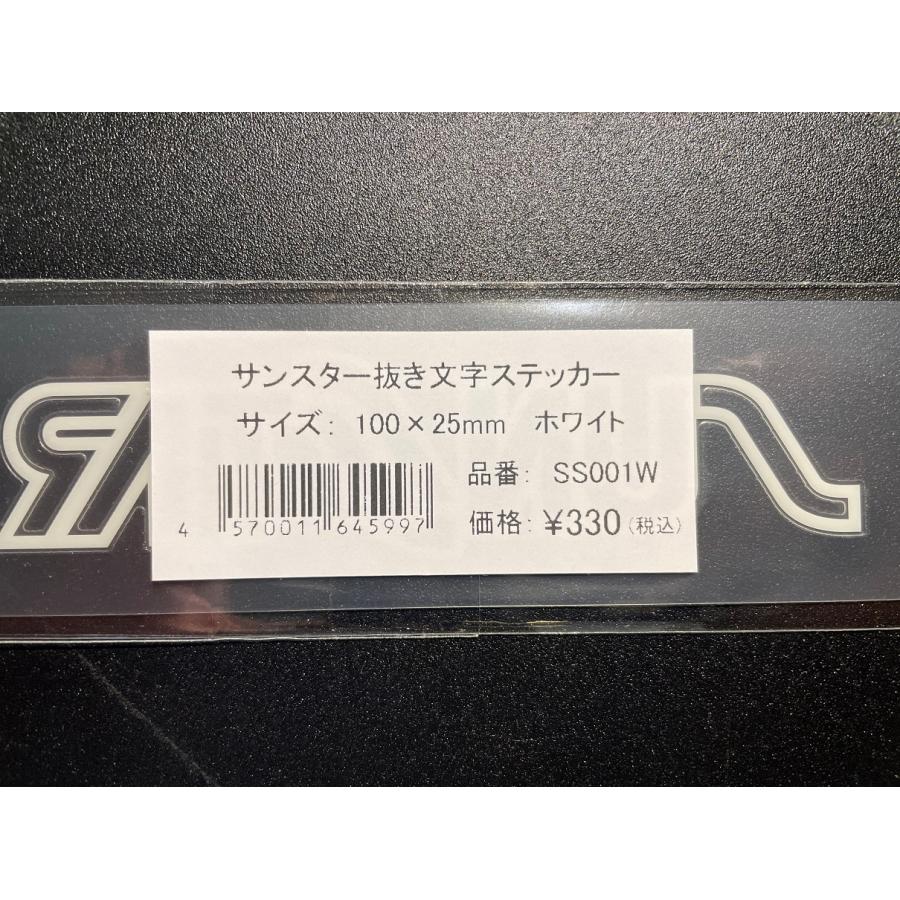 サンスター抜き文字ステッカー
サイズ: 100×25mm ホワイト
品番: SS001W
4 570011 645997
価格: ¥330(税込)